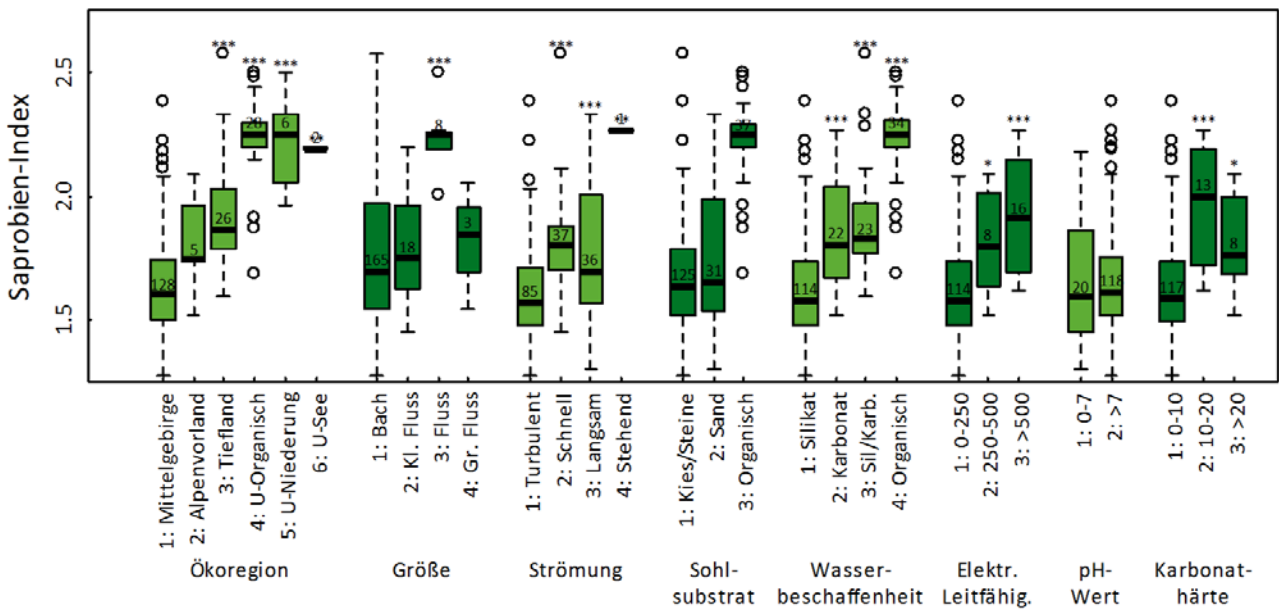 Saprobien-Index
2.5
2.0
1.5
***
***
***
**
***
***
***
***
***
***
*
***
***
*
128
5
26
28
6
2
165
18
8
3
85
37
36
1
125
31
37
114
22
23
34
114
8
16
20
118
117
13
8
1: Mittelgebirge
2: Alpenvorland
3: Tiefland
4: U-Organisch
5: U-Niederung
6: U-See
1: Bach
2: Kl. Fluss
3: Fluss
4: Gr. Fluss
1: Turbulent
2: Schnell
3: Langsam
4: Stehend
1: Kies/Steine
2: Sand
3: Organisch
1: Silikat
2: Karbonat
3: Sil/Karb.
4: Organisch
1: 0-250
2: 250-500
3: >500
1: 0-7
2: >7
1: 0-10
2: 10-20
3: >20
Ökoregion
Größe
Strömung
Sohl-
substrat
Wasser-
beschaffenheit
Elektr.
Leitfähig.
pH-
Wert
Karbonat-
härte